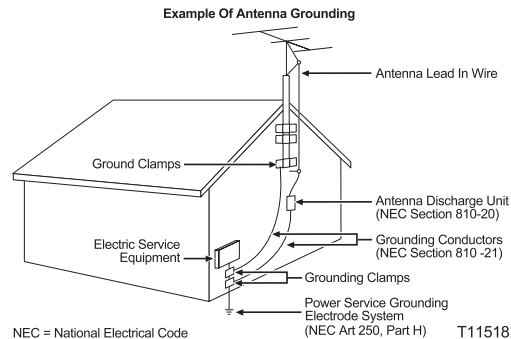 Example Of Antenna Grounding
Antenna Lead In Wire
Ground Clamps
Antenna Discharge Unit
(NEC Section 810-20)
Electric Service
Equipment
Grounding Conductors
(NEC Section 810 -21)
Grounding Clamps
Power Service Grounding
Electrode System
(NEC Art 250, Part H)
NEC = National Electrical Code
T11518